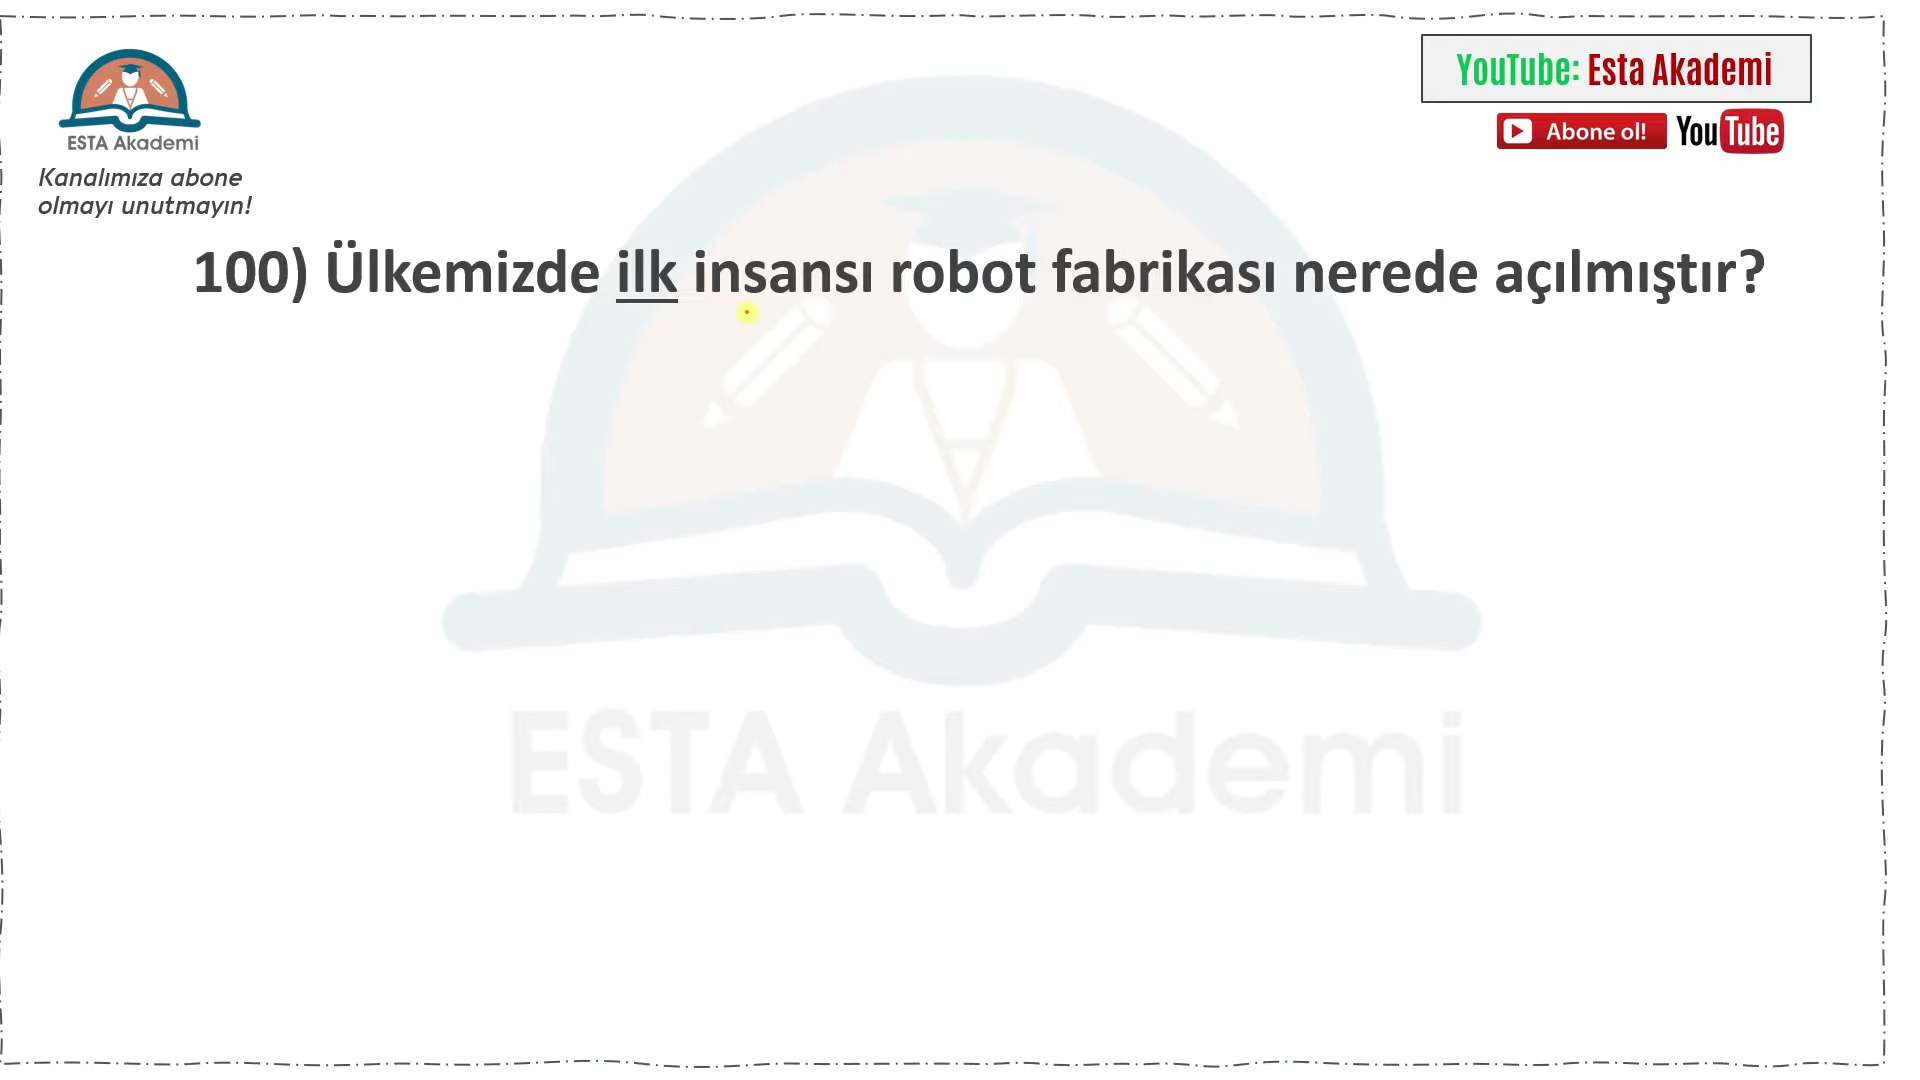 YouTube: Esta Akademi
Abone ol! YouTube
ESTA Akademi
Kanalımıza abone
olmayı unutmayın!
100) Ülkemizde ilk insansı robot fabrikası nerede açılmıştır?
ESTA Akademi